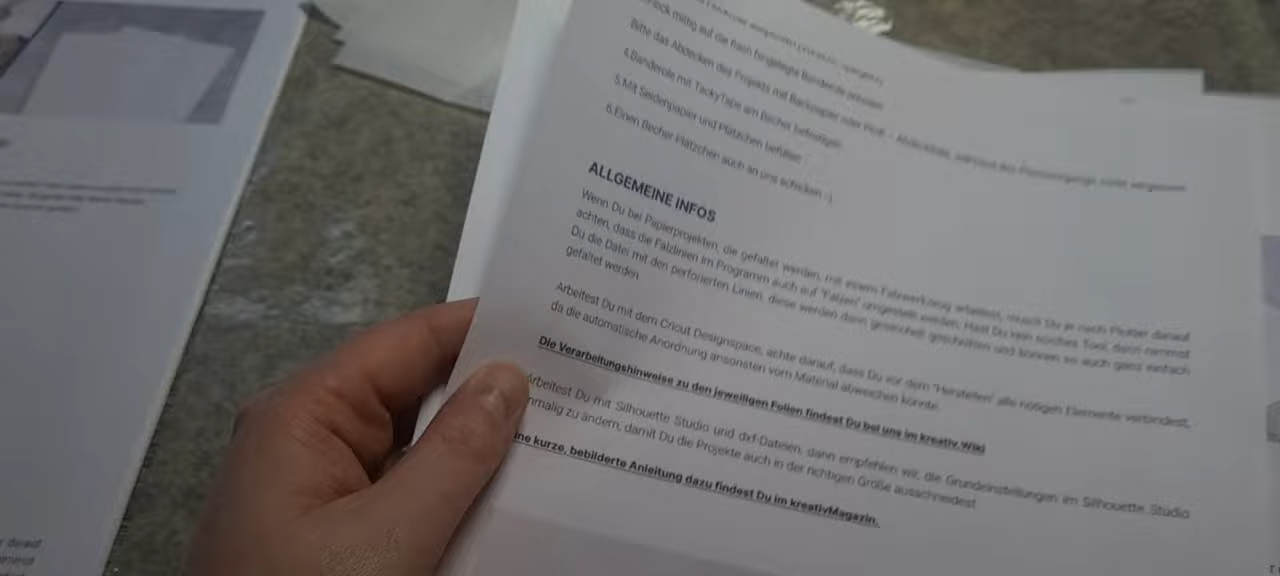 mittig auf die
Bitte das Abdecken des Projekts mit Backpapier oder
4.Banderole mit TackyTape am Becher befestigen
5.Mit Seidenpapier und Plätzchen befüllen
6.Einen Becher Plätzchen auch an uns schicken :-)
ALLGEMEINE INFOS
Wenn Du bei Papierprojekten, die gefaltet werden, mit einem Falzwerkzeug arbeitest, musst Du je nach Plotter darauf
achten, dass die Falzlinien im Programm auch auf "Falzen" umgestellt werden. Hast Du kein solches Tool, dann nimmst
Du die Datei mit den perforierten Linien, diese werden dann gestrichelt geschnitten und können so auch ganz einfach
gefaltet werden.
Arbeitest Du mit dem Cricut Designspace, achte darauf, dass Du vor dem "Herstellen" alle nötigen Elemente verbindest,
da die automatische Anordnung ansonsten vom Material abweichen könnte.
Die Verarbeitungshinweise zu den jeweiligen Folien findest Du bei uns im kreativ.Wiki
Arbeitest Du mit Silhouette Studio und dxf-Dateien, dann empfehlen wir, die Grundeinstellungen im Silhouette Studio
nmalig zu ändern, damit Du die Projekte auch in der richtigen Größe ausschneidest
ine kurze, bebilderte Anleitung dazu findest Du im kreativMagazin.